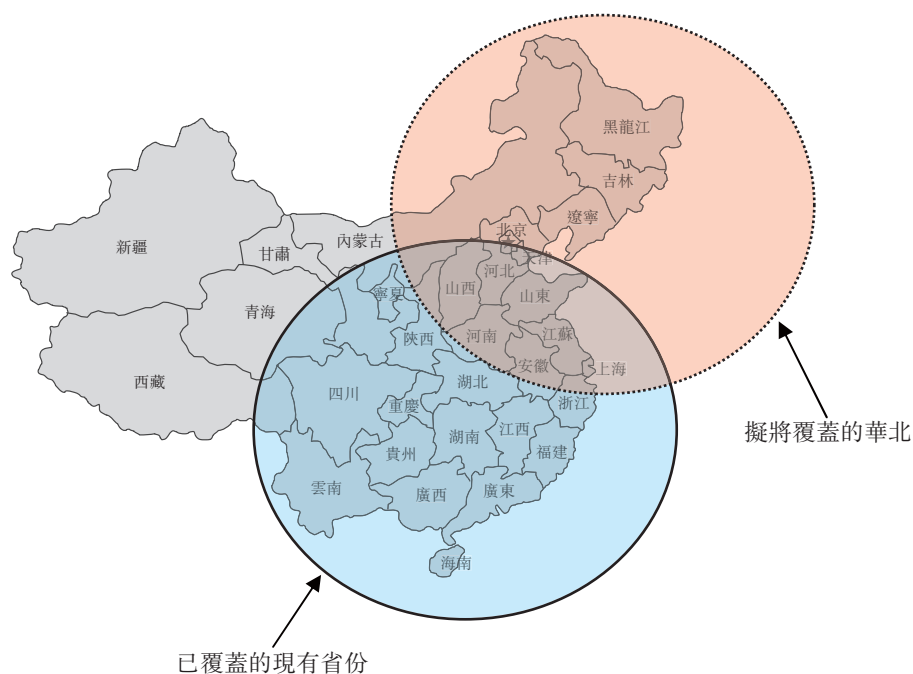 黑龍江
吉林
遼寧
北京
天津
內蒙古
新疆
甘肅
河北
山西
寧夏
山東
青海
陝西
河南
江蘇
安徽
上海
西藏
四川
湖北
重慶
浙江
湖南
江西
貴州
福建
雲南
廣西
廣東
海南
擬將覆蓋的華北
已覆蓋的現有省份